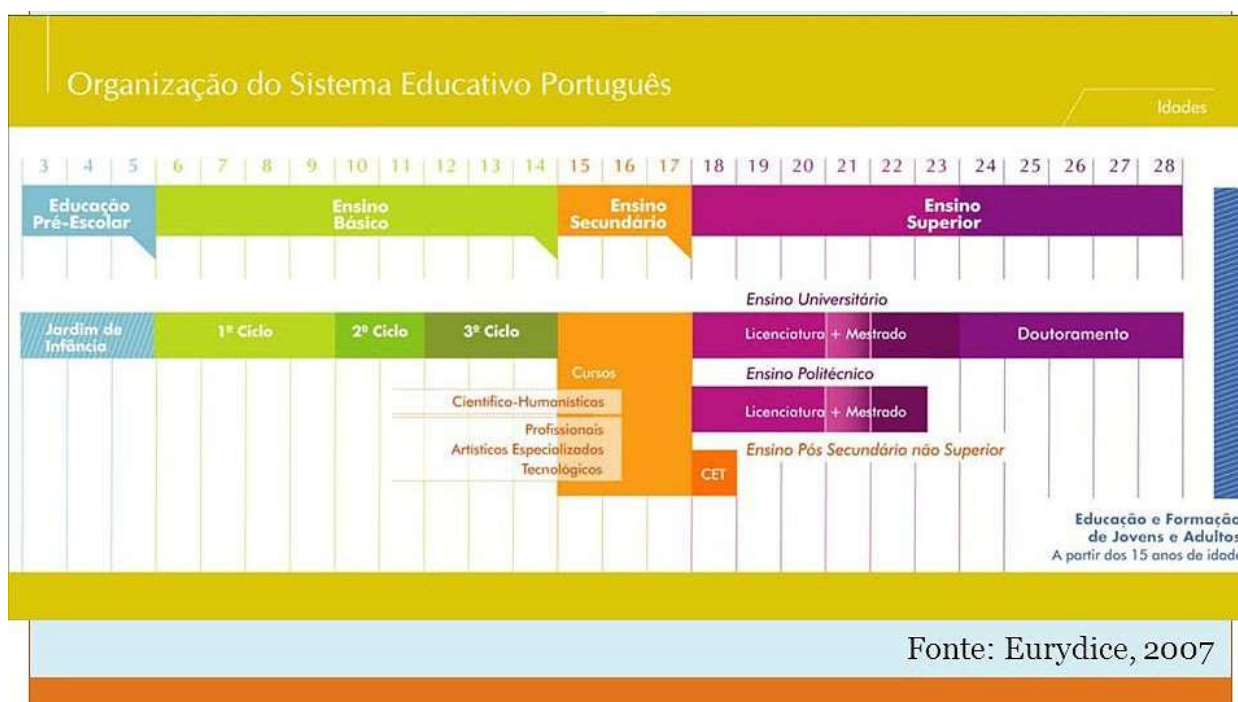 Organização do Sistema Educativo Português
Idades
3 4 5 6 7 8 9 10 11 12 13 14 15 16 17 18 19 20 21 22 23 24 25 26 27 28
Educação
Pré-Escolar
Ensino
Básico
Ensino
Secundário
Ensino
Superior
Jardim de
Infância
1º Ciclo
2º Ciclo
3º Ciclo
Cursos
Científico-Humanísticas
Profissionais
Artísticos Especializados
Tecnológicos
Ensino Universitário
Licenciatura + Mestrado
Doutoramento
Ensino Politécnico
Licenciatura + Mestrado
Ensino Pós Secundário não Superior
CET
Educação e Formação
de Jovens e Adultos
A partir dos 15 anos de idade
Fonte: Eurydice, 2007